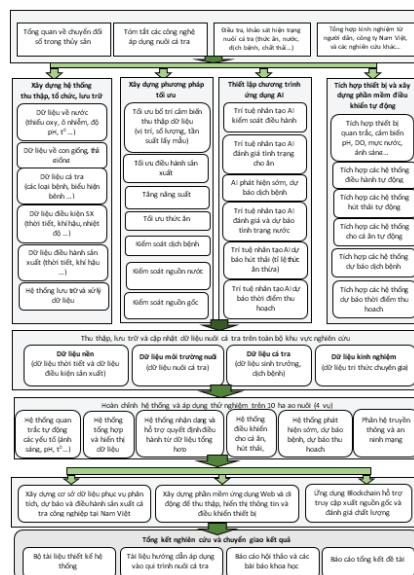 Tổng quan về chuyển đổi
số trong thủy sản
Tóm tắt các công nghệ
áp dụng nuôi cá tra
Điều tra, khảo sát hiện trạng
nuôi cá tra (thức ăn, nước,
dịch bệnh, chất thải...)
Tổng hợp kinh nghiệm từ
người dân, công ty Nam Việt,
và các nghiên cứu khác...
Xây dựng hệ thống
thu thập, tổ chức, lưu trữ
Dữ liệu về nước
(thiếu oxy, ô nhiễm, độ
pH, t° ...)
Dữ liệu về con giống, thả
giống
Dữ liệu cá tra
(các loại bệnh, biểu hiện
bệnh ...)
Dữ liệu điều kiện SX
(thời tiết, khí hậu, nhiệt
độ ...)
Dữ liệu điều hành sản
xuất (thời tiết, khí hậu
...)
Hệ thống lưu trữ và xử lý
dữ liệu
Xây dựng phương pháp
tối ưu
Tối ưu bố trí cảm biến
thu thập dữ liệu
(vị trí, số lượng, tần
suất lấy mẫu)
Tối ưu điều hành sản
xuất
Tăng năng suất
Tối ưu thức ăn
Kiểm soát dịch bệnh
Kiểm soát nguồn nước
Kiểm soát nguồn gốc
Thiết lập chương trình
ứng dụng AI
Trí tuệ nhân tạo AI
kiểm soát điều hành
Trí tuệ nhân tạo AI
đánh giá tình trạng
cho ăn
AI phát hiện sớm, dự
báo dịch bệnh
Trí tuệ nhân tạo AI
đánh giá và dự báo
tình trạng nước
Trí tuệ nhân tạo AI dự
báo hút thải (tỉ lệ thức
ăn thừa)
Trí tuệ nhân tạo AI
dự báo thời điểm thu
hoạch
Tích hợp thiết bị và xây
dựng phần mềm điều
khiển tự động
Tích hợp thiết bị
quan trắc, cảm biến
pH, DO, mực nước,
ánh sáng...
Tích hợp các hệ thống
điều hành tự động
Tích hợp các hệ thống
hút thải tự động
Tích hợp các hệ thống
cho cá ăn tự động
Tích hợp các hệ thống
dự báo dịch bệnh
Tích hợp các hệ thống
dự báo thời điểm thu
hoạch
Thu thập, lưu trữ và cập nhật dữ liệu nuôi cá tra trên toàn bộ khu vực nghiên cứu
Dữ liệu nền
(dữ liệu thời tiết và dữ liệu
điều kiện sản xuất)
Dữ liệu môi trường nuôi
(dữ liệu nuôi cá tra)
Dữ liệu cá tra
(dữ liệu sinh trưởng,
dịch bệnh)
Dữ liệu kinh nghiệm
(dữ liệu tri thức chuyên gia)
Hoàn chỉnh hệ thống và áp dụng thử nghiệm trên 10 ha ao nuôi (4 vụ)
Hệ thống quan
trắc tự động
các yếu tố (ánh
sáng, pH, t°...)
Hệ thống
tổng hợp
và hiển thị
dữ liệu
Hệ thống nhận dạng và
hỗ trợ quyết định điều
hành từ dữ liệu tổng
hợp
Hệ thống
điều khiển
cho cá ăn,
hút thải,
Hệ thống phát
hiện sớm, dự báo
bệnh, dự báo thu
hoạch
Phân hệ truyền
thông và an
ninh mạng
Xây dựng cơ sở dữ liệu phục vụ phân
tích, dự báo và điều hành sản xuất cá
tra công nghiệp tại Nam Việt
Xây dựng phần mềm ứng dụng Web và di
động để thu thập, hiển thị thông tin và
điều khiển thiết bị
Ứng dụng Blockchain hỗ trợ
truy cập xuất nguồn gốc và
đánh giá chất lượng
Tổng kết nghiên cứu và chuyển giao kết quả
Bộ tài liệu thiết kế hệ
thống
Tài liệu hướng dẫn áp dụng
vào qui trình nuôi cá tra
Báo cáo hội thảo và các
bài báo khoa học
Báo cáo tổng kết đề tài